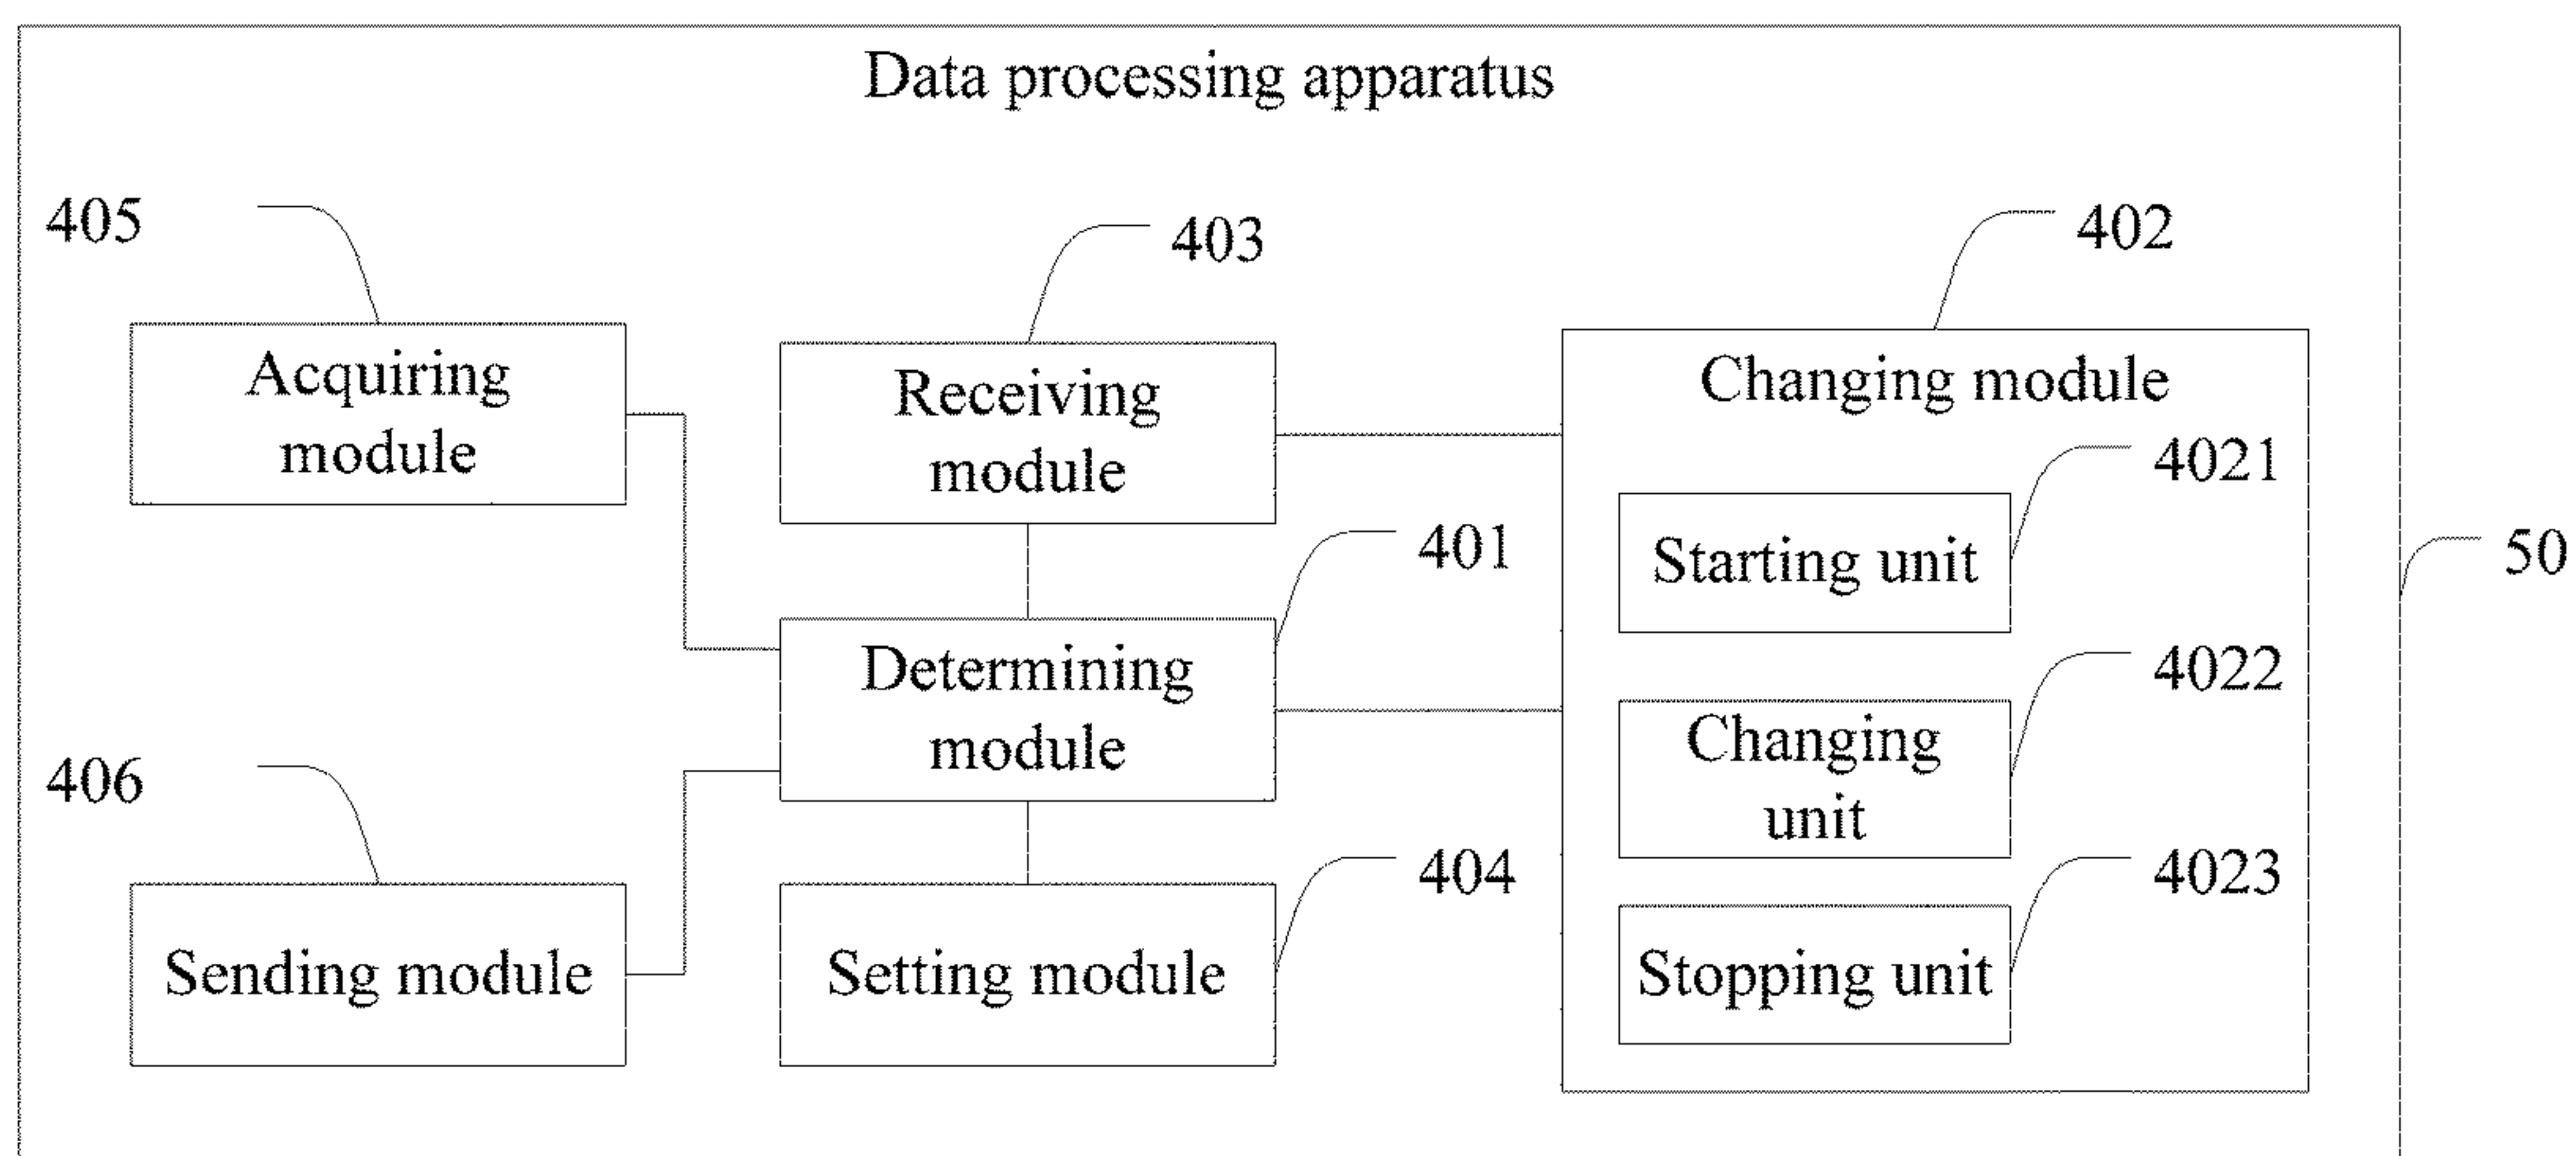 Data processing apparatus
405
403
402
Acquiring
module
Receiving
module
Changing module
4021
Starting unit
401
50
Determining
module
4022
Changing
unit
406
404
4023
Sending module
Setting module
Stopping unit